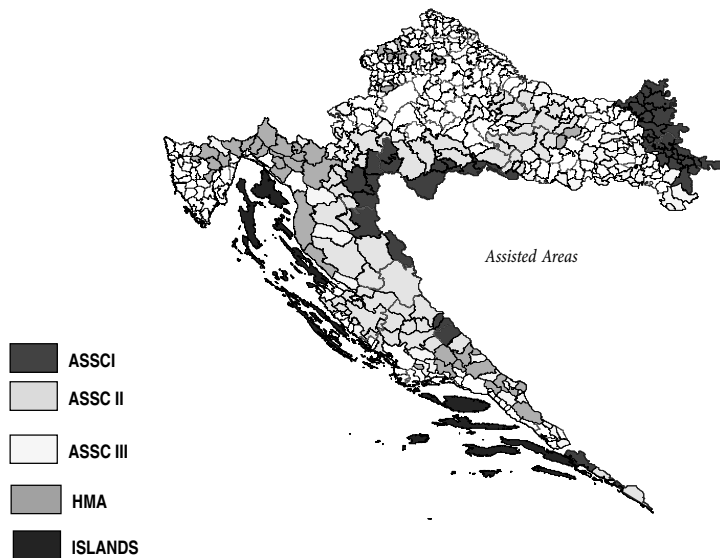 Assisted Areas
ASSCI
ASSC II
ASSC III
HMA
ISLANDS